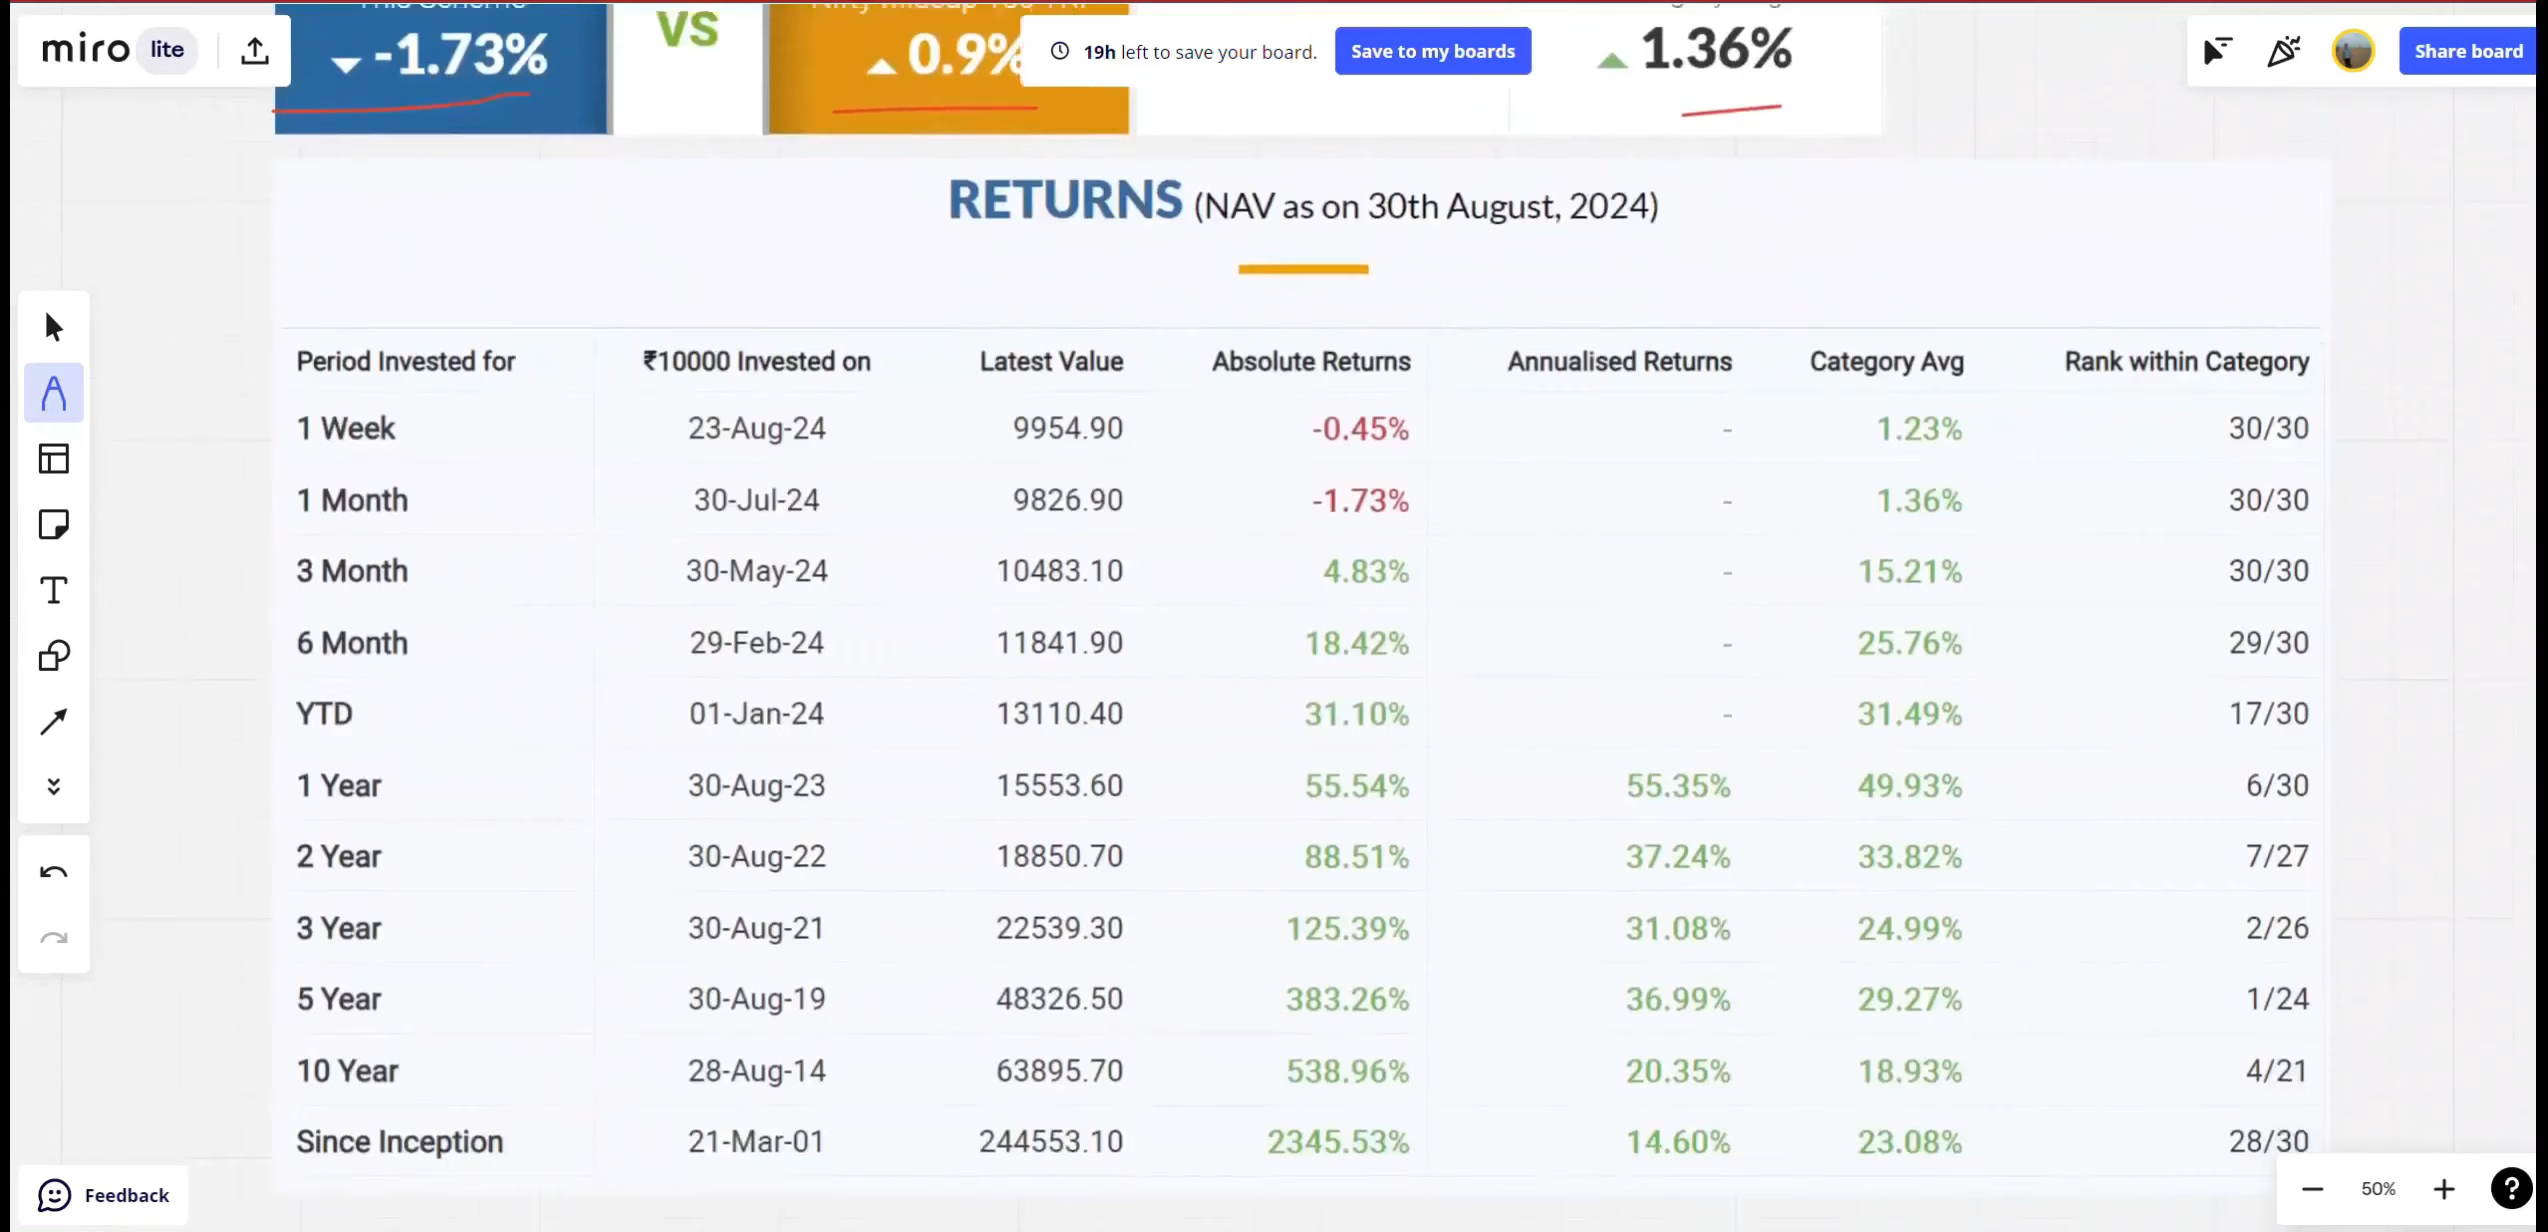 This Scheme
VS
-1.73%
0.9%
1.36%
miro lite
19h left to save your board.
Save to my boards
Share board
RETURNS (NAV as on 30th August, 2024)
Period Invested for ₹10000 Invested on Latest Value Absolute Returns Annualised Returns Category Avg Rank within Category
1 Week 23-Aug-24 9954.90 -0.45% - 1.23% 30/30
1 Month 30-Jul-24 9826.90 -1.73% - 1.36% 30/30
3 Month 30-May-24 10483.10 4.83% - 15.21% 30/30
6 Month 29-Feb-24 11841.90 18.42% - 25.76% 29/30
YTD 01-Jan-24 13110.40 31.10% - 31.49% 17/30
1 Year 30-Aug-23 15553.60 55.54% 55.35% 49.93% 6/30
2 Year 30-Aug-22 18850.70 88.51% 37.24% 33.82% 7/27
3 Year 30-Aug-21 22539.30 125.39% 31.08% 24.99% 2/26
5 Year 30-Aug-19 48326.50 383.26% 36.99% 29.27% 1/24
10 Year 28-Aug-14 63895.70 538.96% 20.35% 18.93% 4/21
Since Inception 21-Mar-01 244553.10 2345.53% 14.60% 23.08% 28/30
Feedback
50%